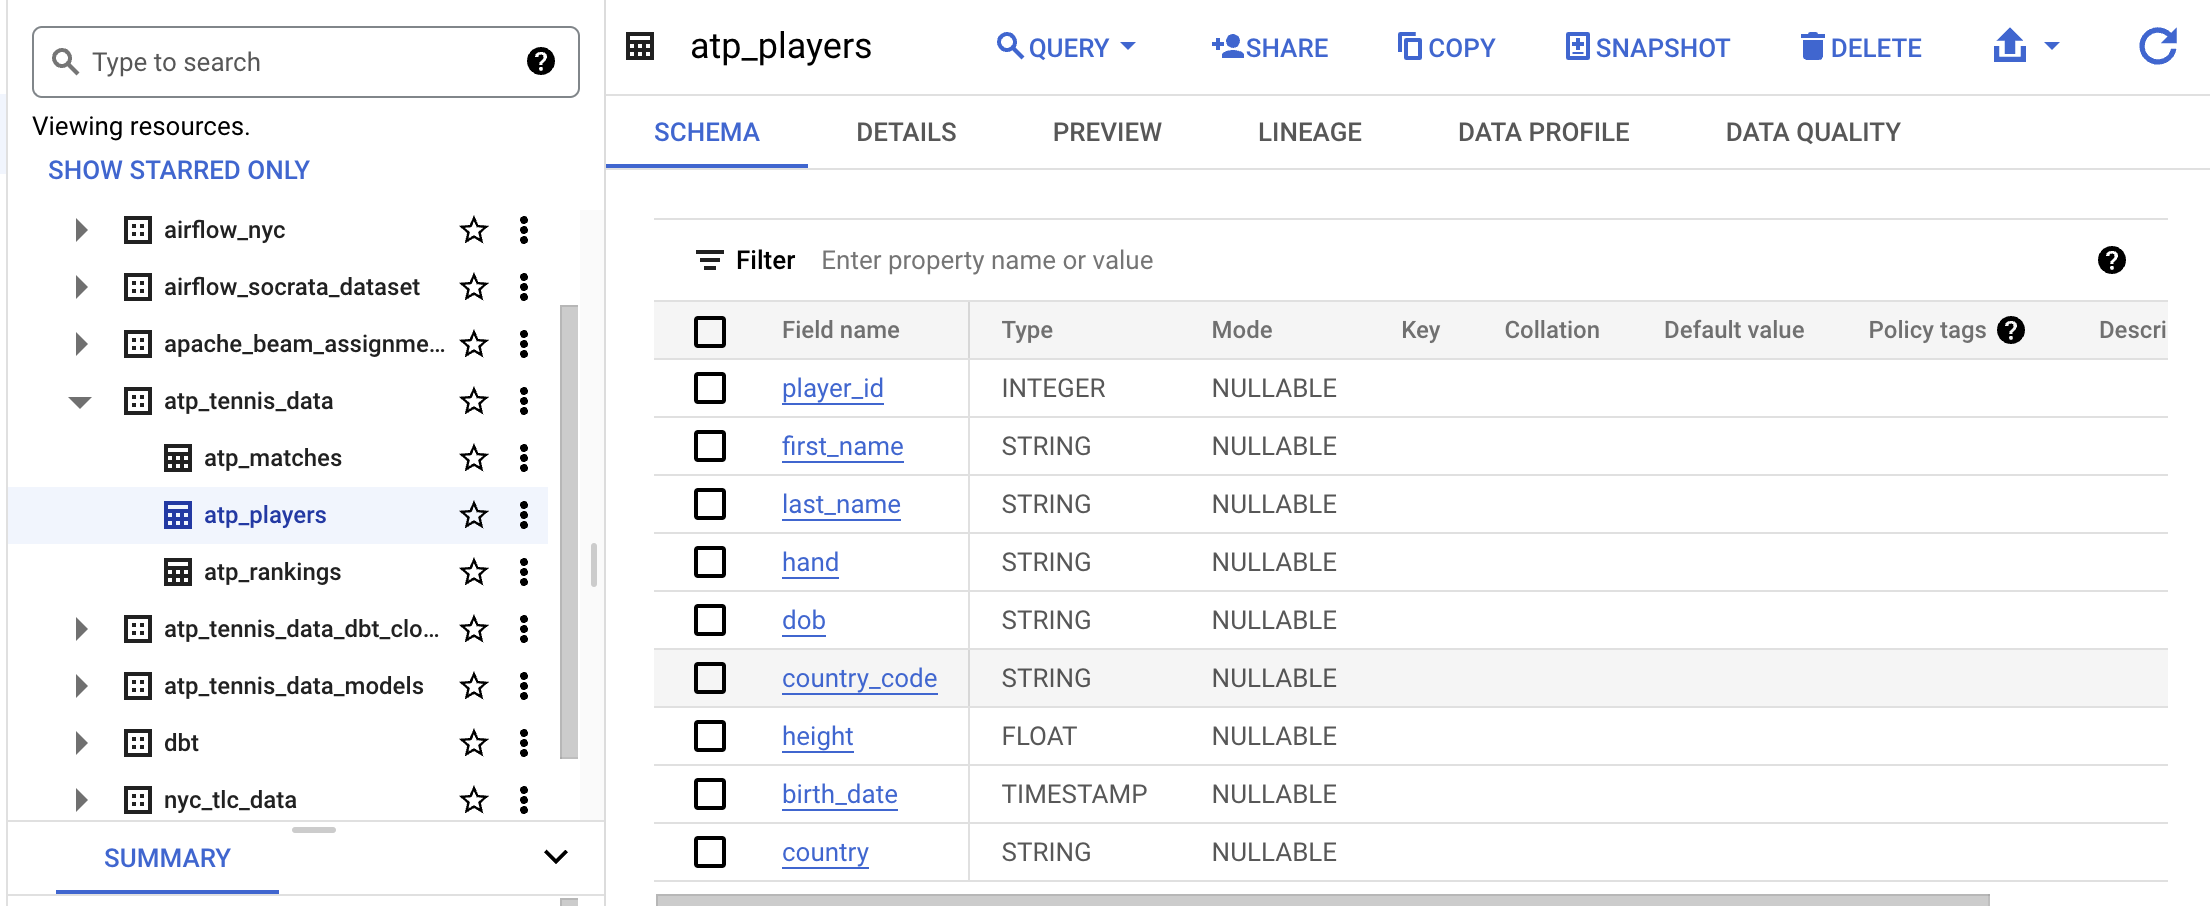 Type to search
Viewing resources.
SHOW STARRED ONLY
airflow_nyc
airflow_socrata_dataset
apache_beam_assignme...
atp_tennis_data
atp_matches
atp_players
atp_rankings
atp_tennis_data_dbt_clo...
atp_tennis_data_models
dbt
nyc_tlc_data
SUMMARY
atp_players QUERY SHARE COPY SNAPSHOT DELETE
SCHEMA DETAILS PREVIEW LINEAGE DATA PROFILE DATA QUALITY
Filter Enter property name or value
Field name Type Mode Key Collation Default value Policy tags Descri
player_id INTEGER NULLABLE
first_name STRING NULLABLE
last_name STRING NULLABLE
hand STRING NULLABLE
dob STRING NULLABLE
country_code STRING NULLABLE
height FLOAT NULLABLE
birth_date TIMESTAMP NULLABLE
country STRING NULLABLE